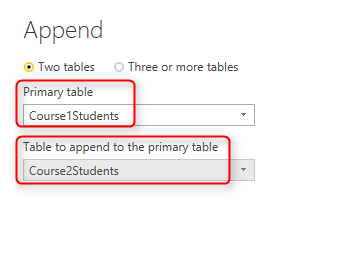 Append
Two tables
Three or more tables
Primary table
Course1Students
Table to append to the primary table
Course2Students